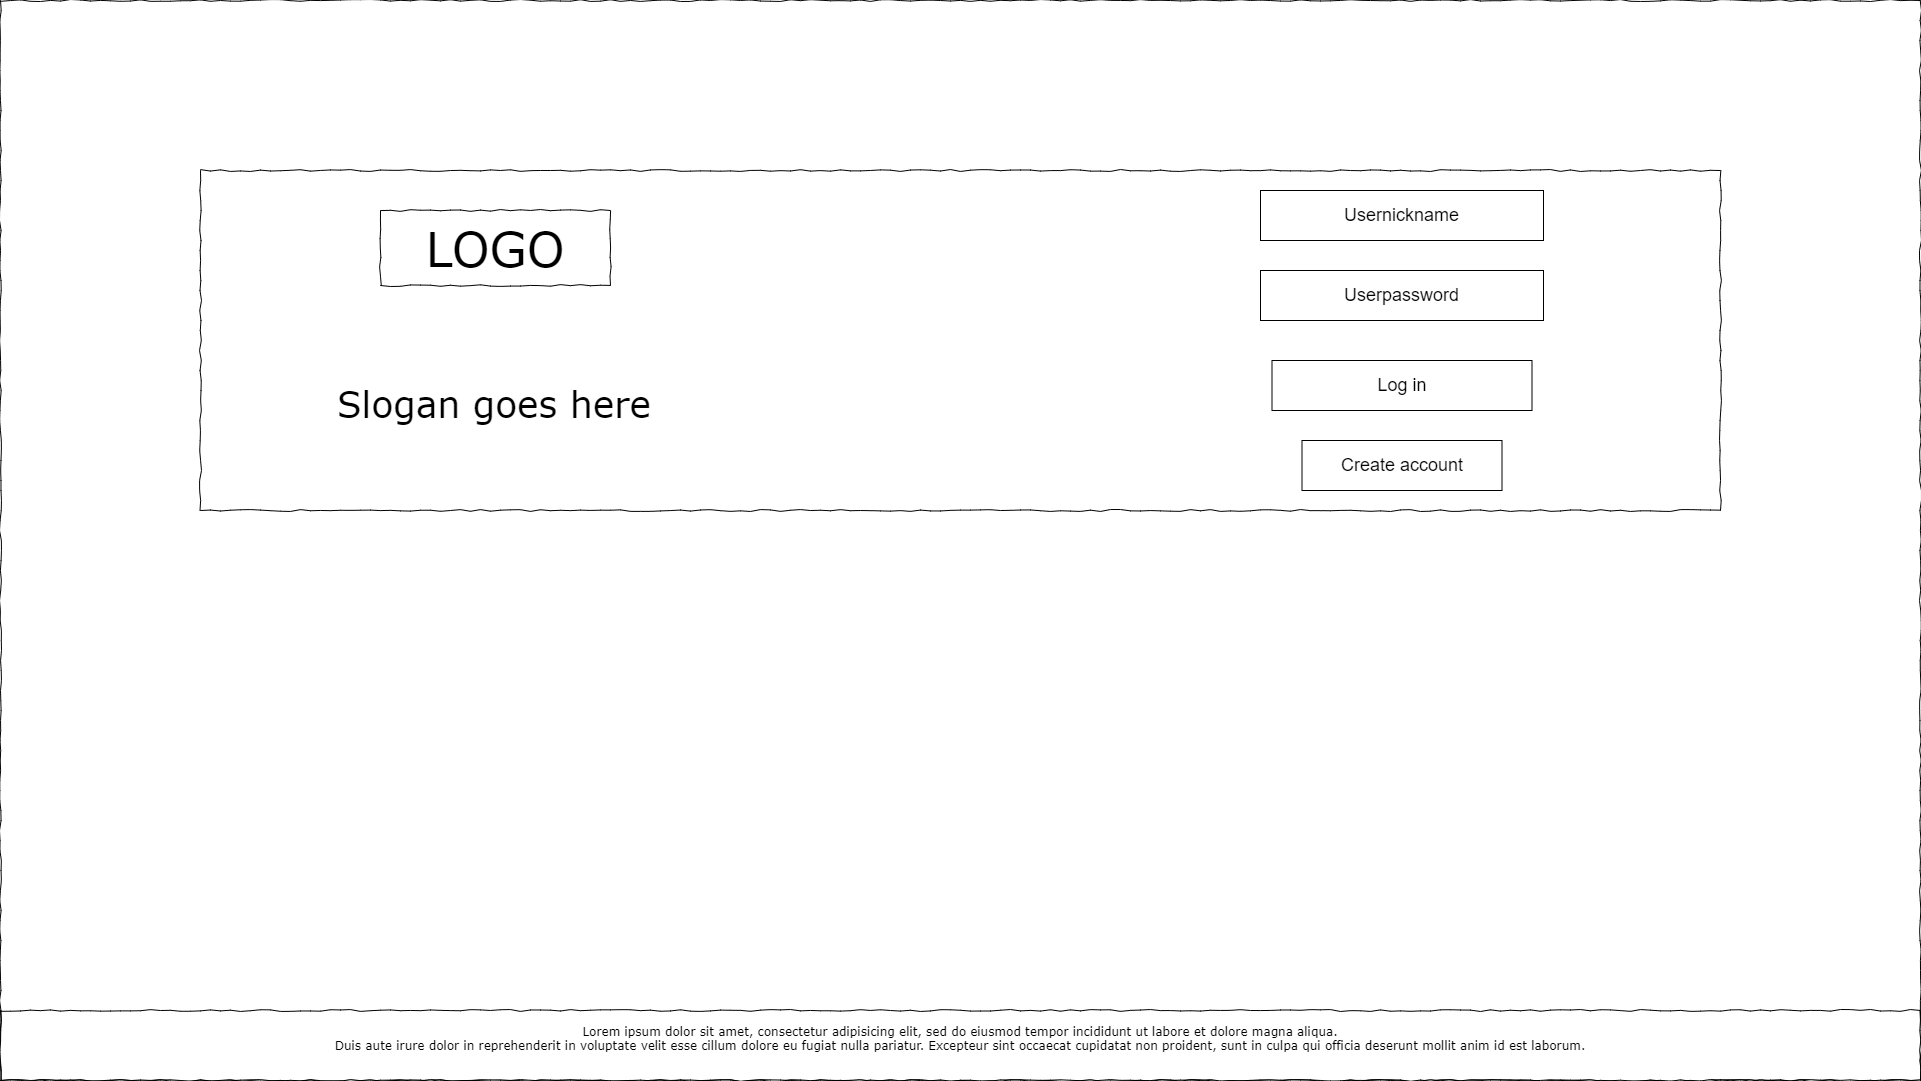 LOGO
Slogan goes here
Usernickname
Userpassword
Log in
Create account
Lorem ipsum dolor sit amet, consectetur adipisicing elit, sed do eiusmod tempor incididunt ut labore et dolore magna aliqua.
Duis aute irure dolor in reprehenderit in voluptate velit esse cillum dolore eu fugiat nulla pariatur. Excepteur sint occaecat cupidatat non proident, sunt in culpa qui officia deserunt mollit anim id est laborum.